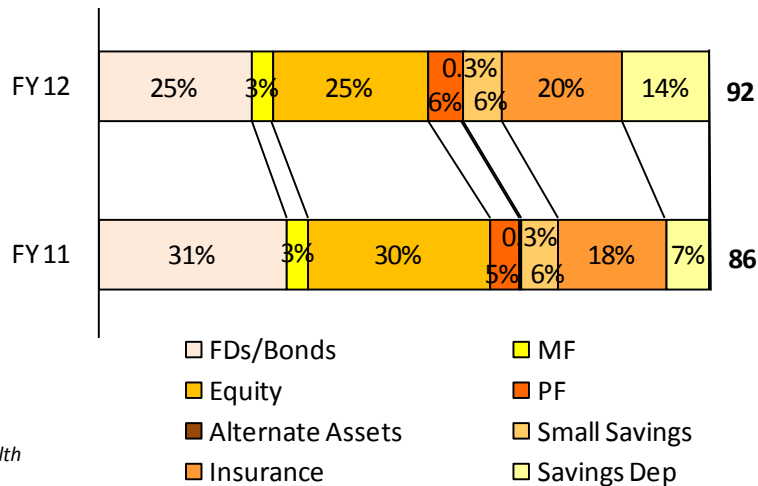 FY 12 25% 3% 25% 6% 0.3% 6% 20% 14% 92
FY 11 31% 3% 30% 5% 0.3% 6% 18% 7% 86
FDs/Bonds MF
Equity PF
Alternate Assets Small Savings
lth
Insurance Savings Dep